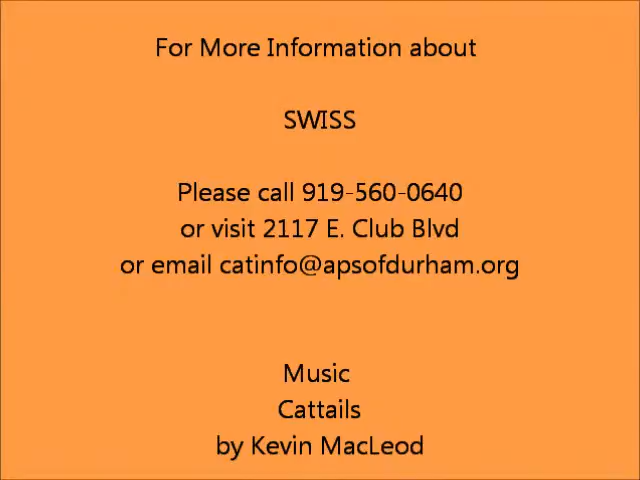 For More Information about
SWISS
Please call 919-560-0640
or visit 2117 E. Club Blvd
or email catinfo@apsofdurham.org
Music
Cattails
by Kevin MacLeod